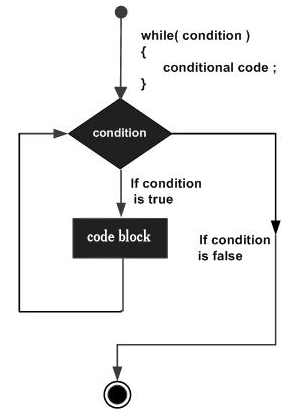 while( condition )
{
conditional code ;
}
condition
If condition
is true
code block
If condition
is false